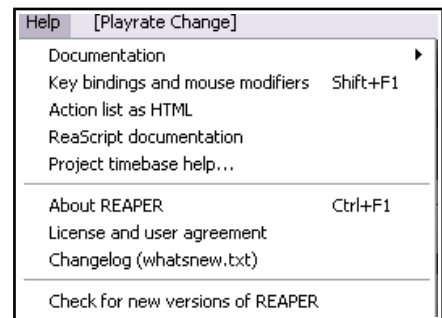 Help [Playrate Change]
Documentation
Key bindings and mouse modifiers Shift+F1
Action list as HTML
ReaScript documentation
Project timebase help...
About REAPER Ctrl+F1
License and user agreement
Changelog (whatsnew.txt)
Check for new versions of REAPER